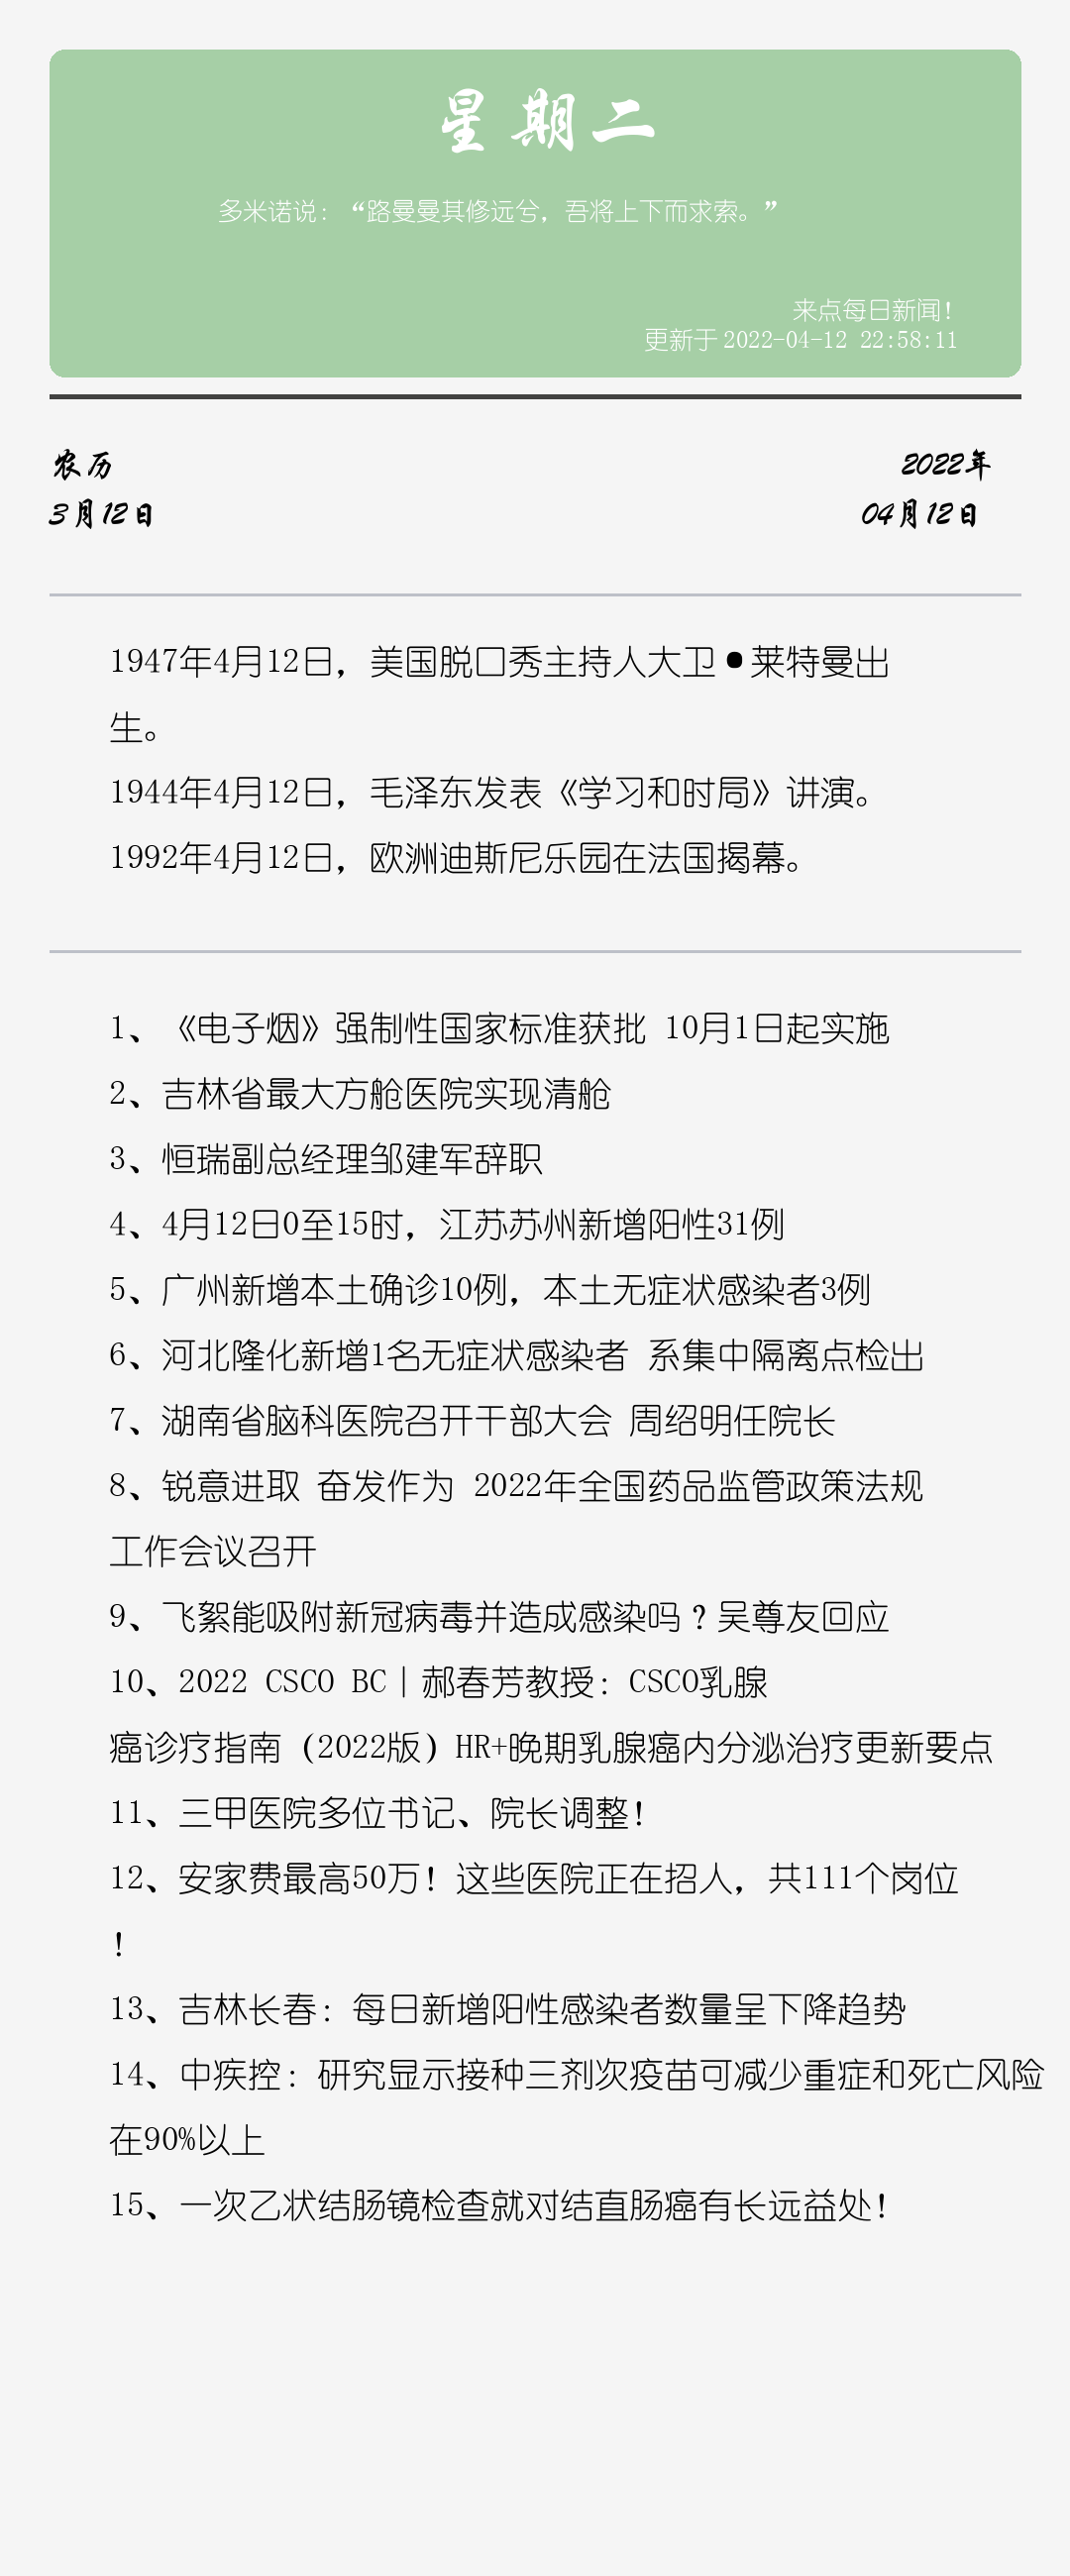 星期二
多米诺说：“路曼曼其修远兮，吾将上下而求索。”
来点每日新闻！
更新于 2022-04-12 22:58:11
农历
3月12日
2022年
04月12日
1947年4月12日，美国脱口秀主持人大卫•莱特曼出
生。
1944年4月12日，毛泽东发表《学习和时局》讲演。
1992年4月12日，欧洲迪斯尼乐园在法国揭幕。
1、《电子烟》强制性国家标准获批 10月1日起实施
2、吉林省最大方舱医院实现清舱
3、恒瑞副总经理邹建军辞职
4、4月12日0至15时，江苏苏州新增阳性31例
5、广州新增本土确诊10例，本土无症状感染者3例
6、河北隆化新增1名无症状感染者 系集中隔离点检出
7、湖南省脑科医院召开干部大会 周绍明任院长
8、锐意进取 奋发作为 2022年全国药品监管政策法规
工作会议召开
9、飞絮能吸附新冠病毒并造成感染吗？吴尊友回应
10、2022 CSCO BC｜郝春芳教授：CSCO乳腺
癌诊疗指南（2022版）HR+晚期乳腺癌内分泌治疗更新要点
11、三甲医院多位书记、院长调整！
12、安家费最高50万！这些医院正在招人，共111个岗位
！
13、吉林长春：每日新增阳性感染者数量呈下降趋势
14、中疾控：研究显示接种三剂次疫苗可减少重症和死亡风险
在90%以上
15、一次乙状结肠镜检查就对结直肠癌有长远益处！